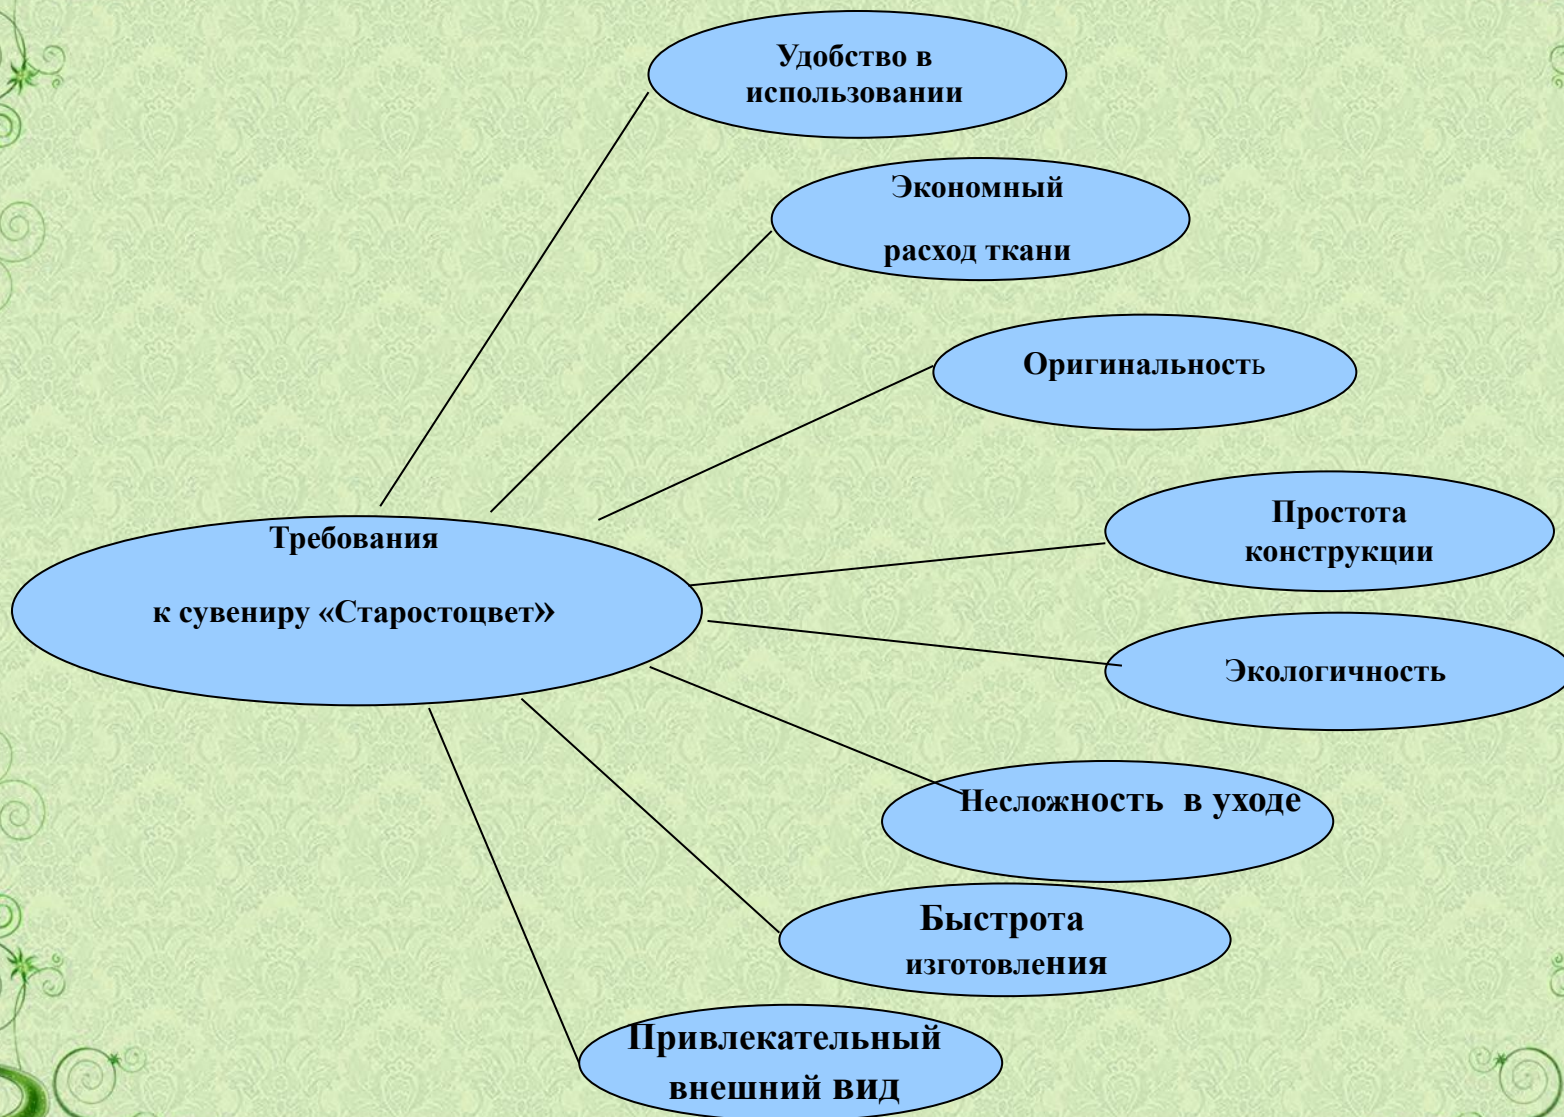 Удобство в
использовании
Экономный
расход ткани
Оригинальность
Требования
к сувениру «Старостоцвет»
Простота
конструкции
Экологичность
Несложность в уходе
Быстрота
изготовления
Привлекательный
внешний вид